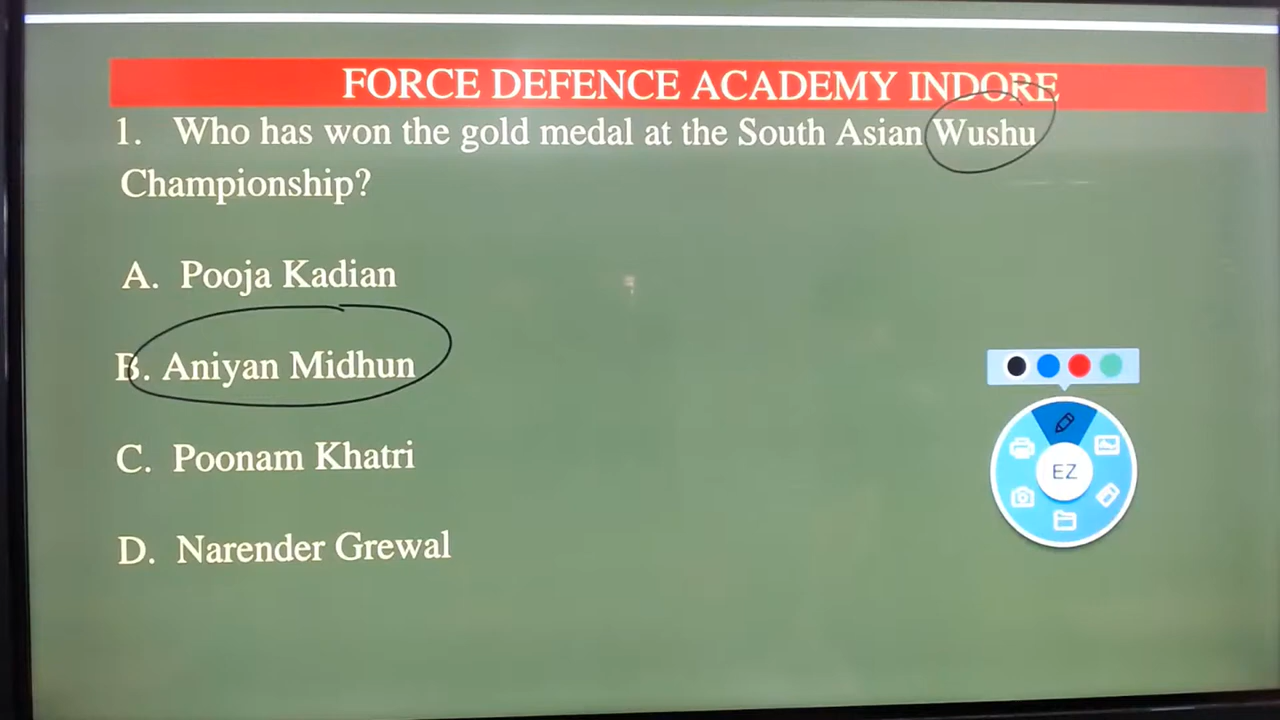 FORCE DEFENCE ACADEMY INDORE
1. Who has won the gold medal at the South Asian Wushu
Championship?
A. Pooja Kadian
B. Aniyan Midhun
C. Poonam Khatri
D. Narender Grewal
EZ